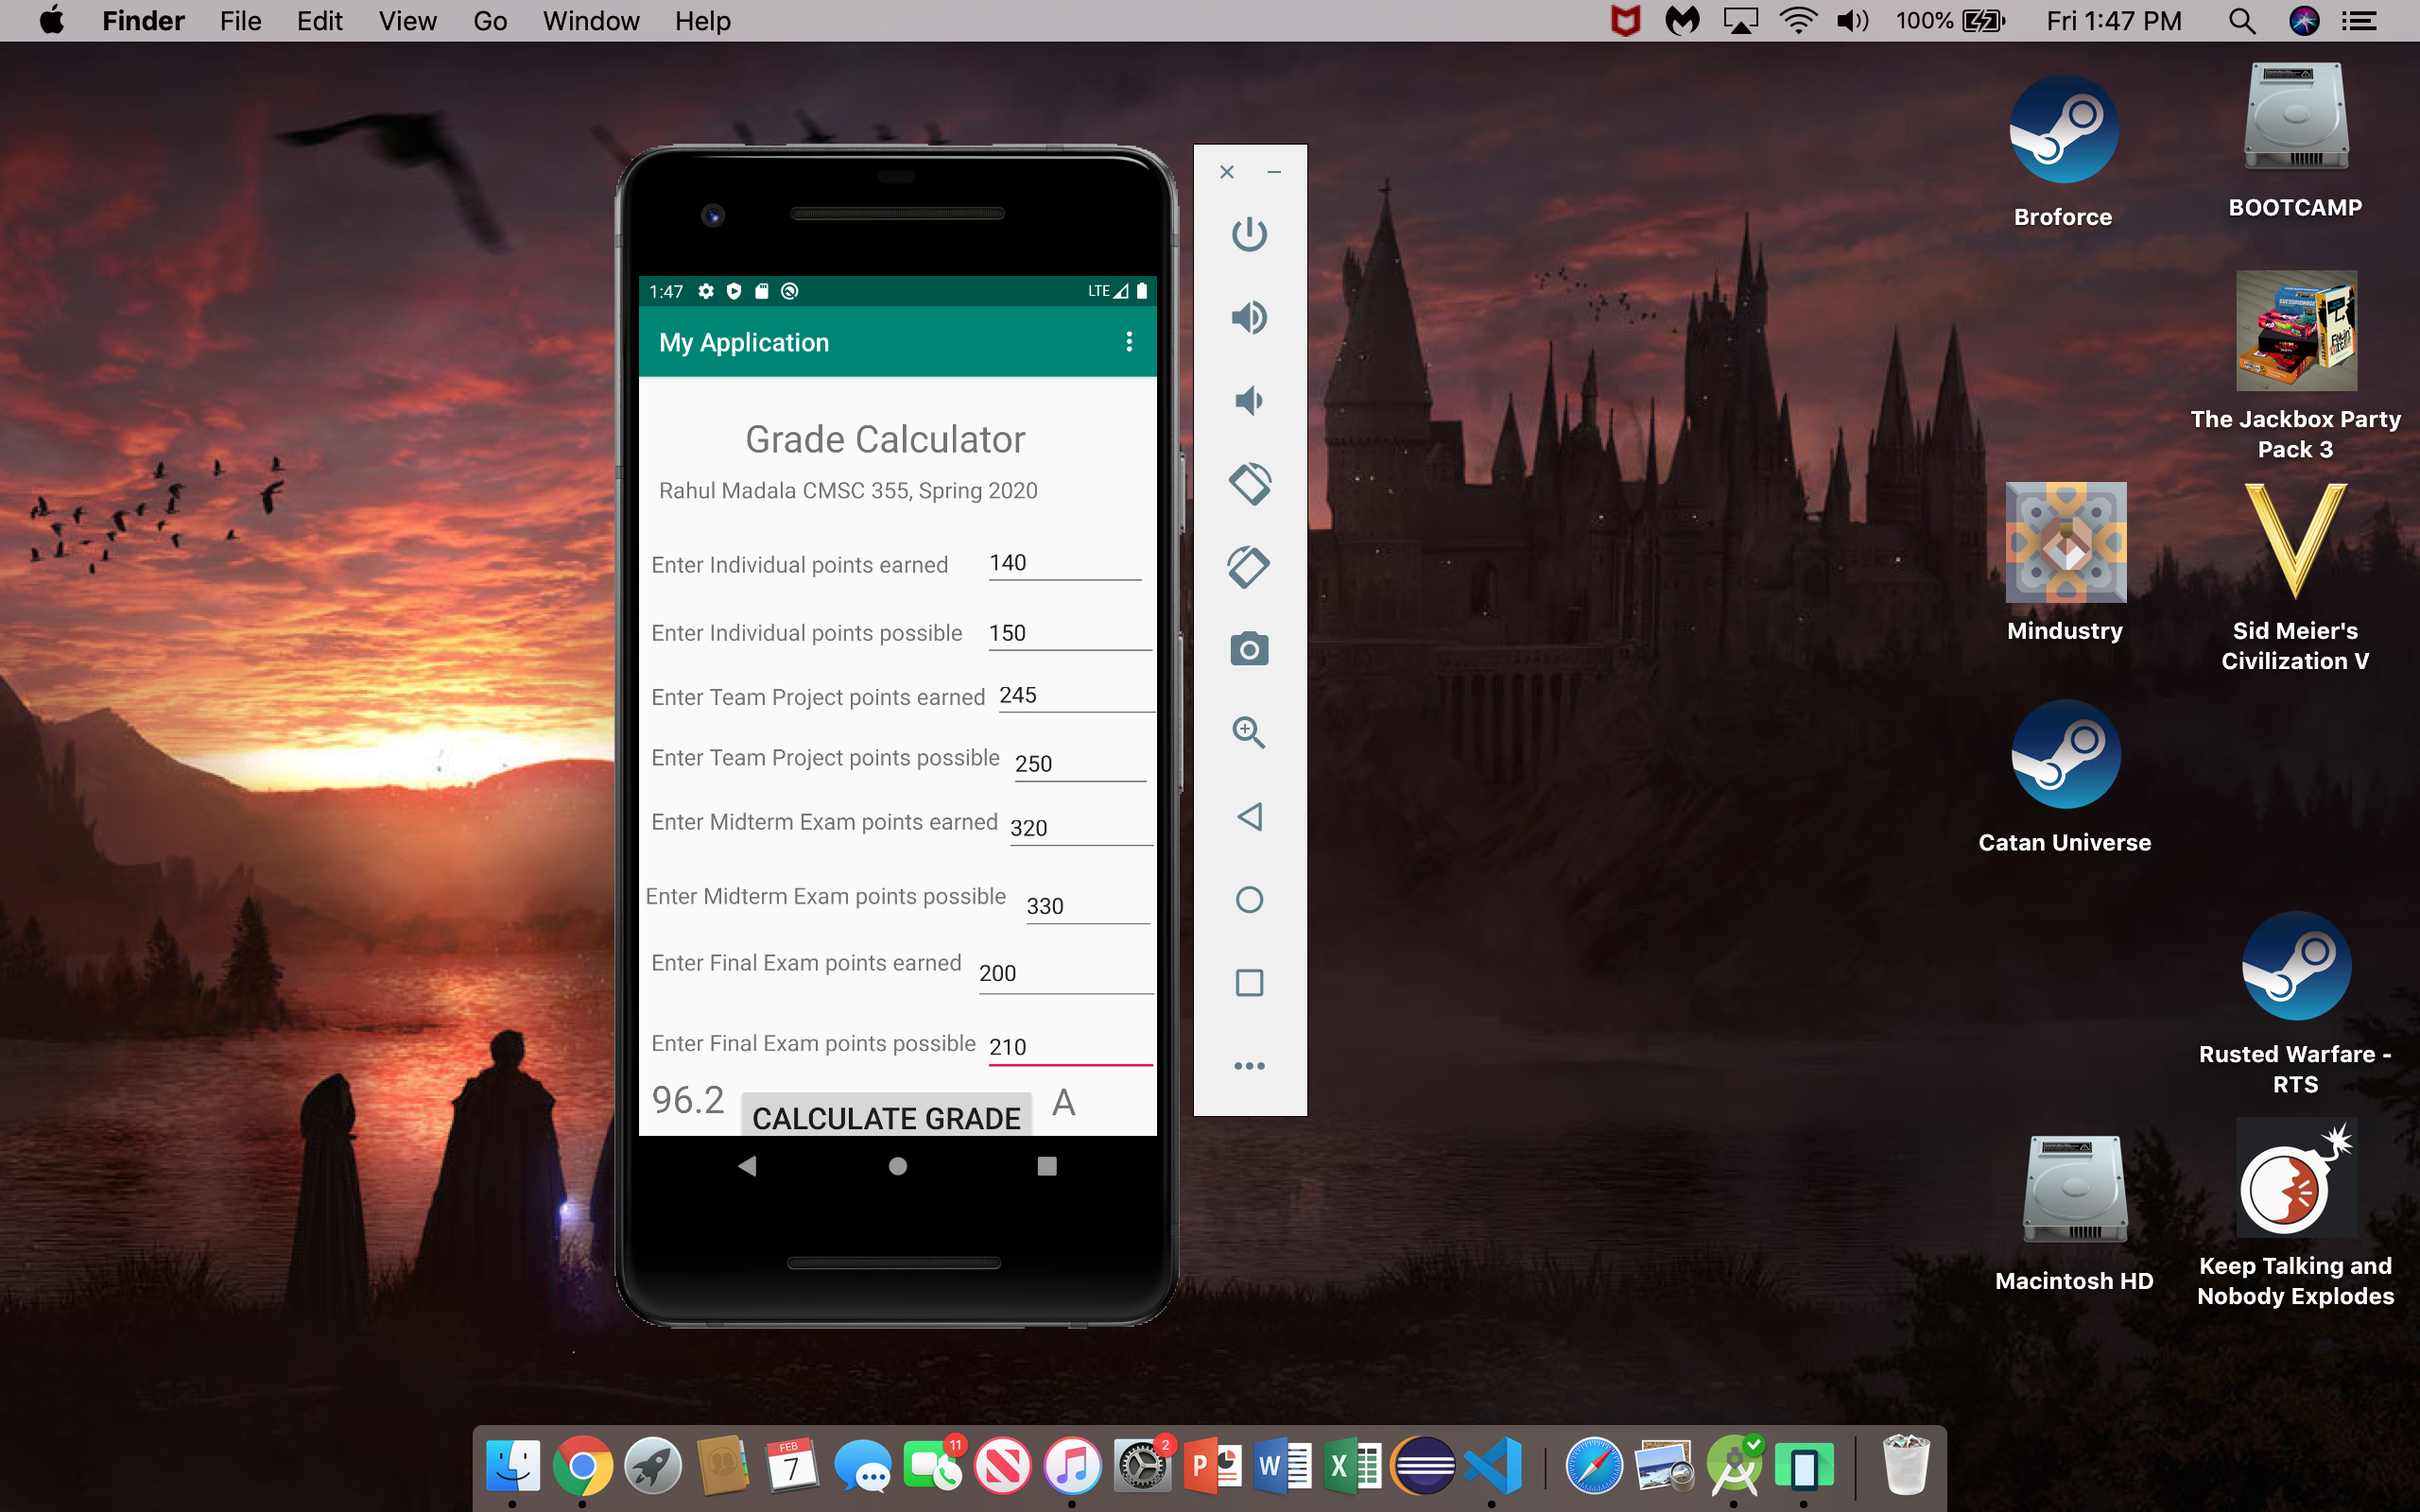 Finder File Edit View Go Window Help 100% Fri 1:47 PM
Broforce
BOOTCAMP
The Jackbox Party
Pack 3
Mindustry
Sid Meier's
Civilization V
Catan Universe
Rusted Warfare -
RTS
Macintosh HD
Keep Talking and
Nobody Explodes
1:47 LTE
My Application
Grade Calculator
Rahul Madala CMSC 355, Spring 2020
Enter Individual points earned 140
Enter Individual points possible 150
Enter Team Project points earned 245
Enter Team Project points possible 250
Enter Midterm Exam points earned 320
Enter Midterm Exam points possible 330
Enter Final Exam points earned 200
Enter Final Exam points possible 210
96.2 CALCULATE GRADE A
FEB
7
11
2
P
W
X